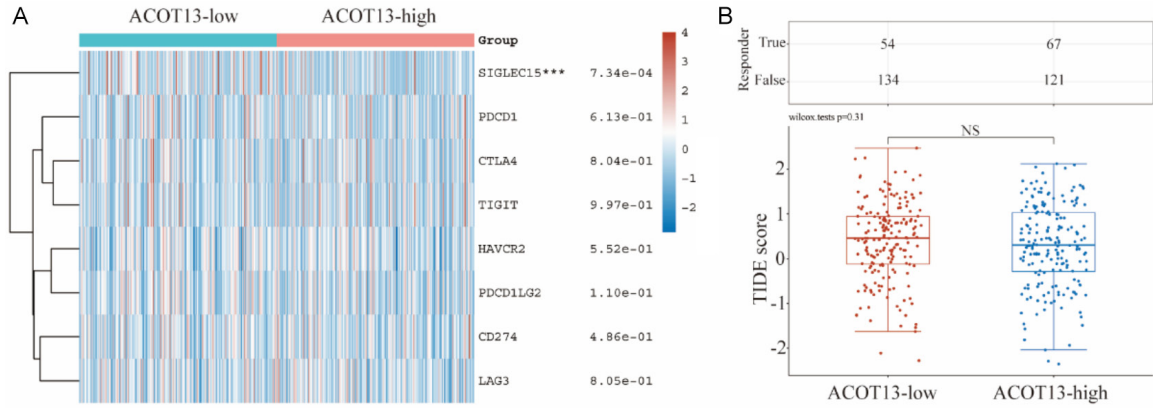 A
ACOT13-low ACOT13-high
Group
SIGLEC15*** 7.34e-04
PDCD1 6.13e-01
CTLA4 8.04e-01
TIGIT 9.97e-01
HAVCR2 5.52e-01
PDCD1LG2 1.10e-01
CD274 4.86e-01
LAG3 8.05e-01
4
3
2
1
0
-1
-2
B
Responder
True 54 67
False 134 121
wilcox.tests p=0.31
NS
TIDE score
2
1
0
-1
-2
ACOT13-low ACOT13-high